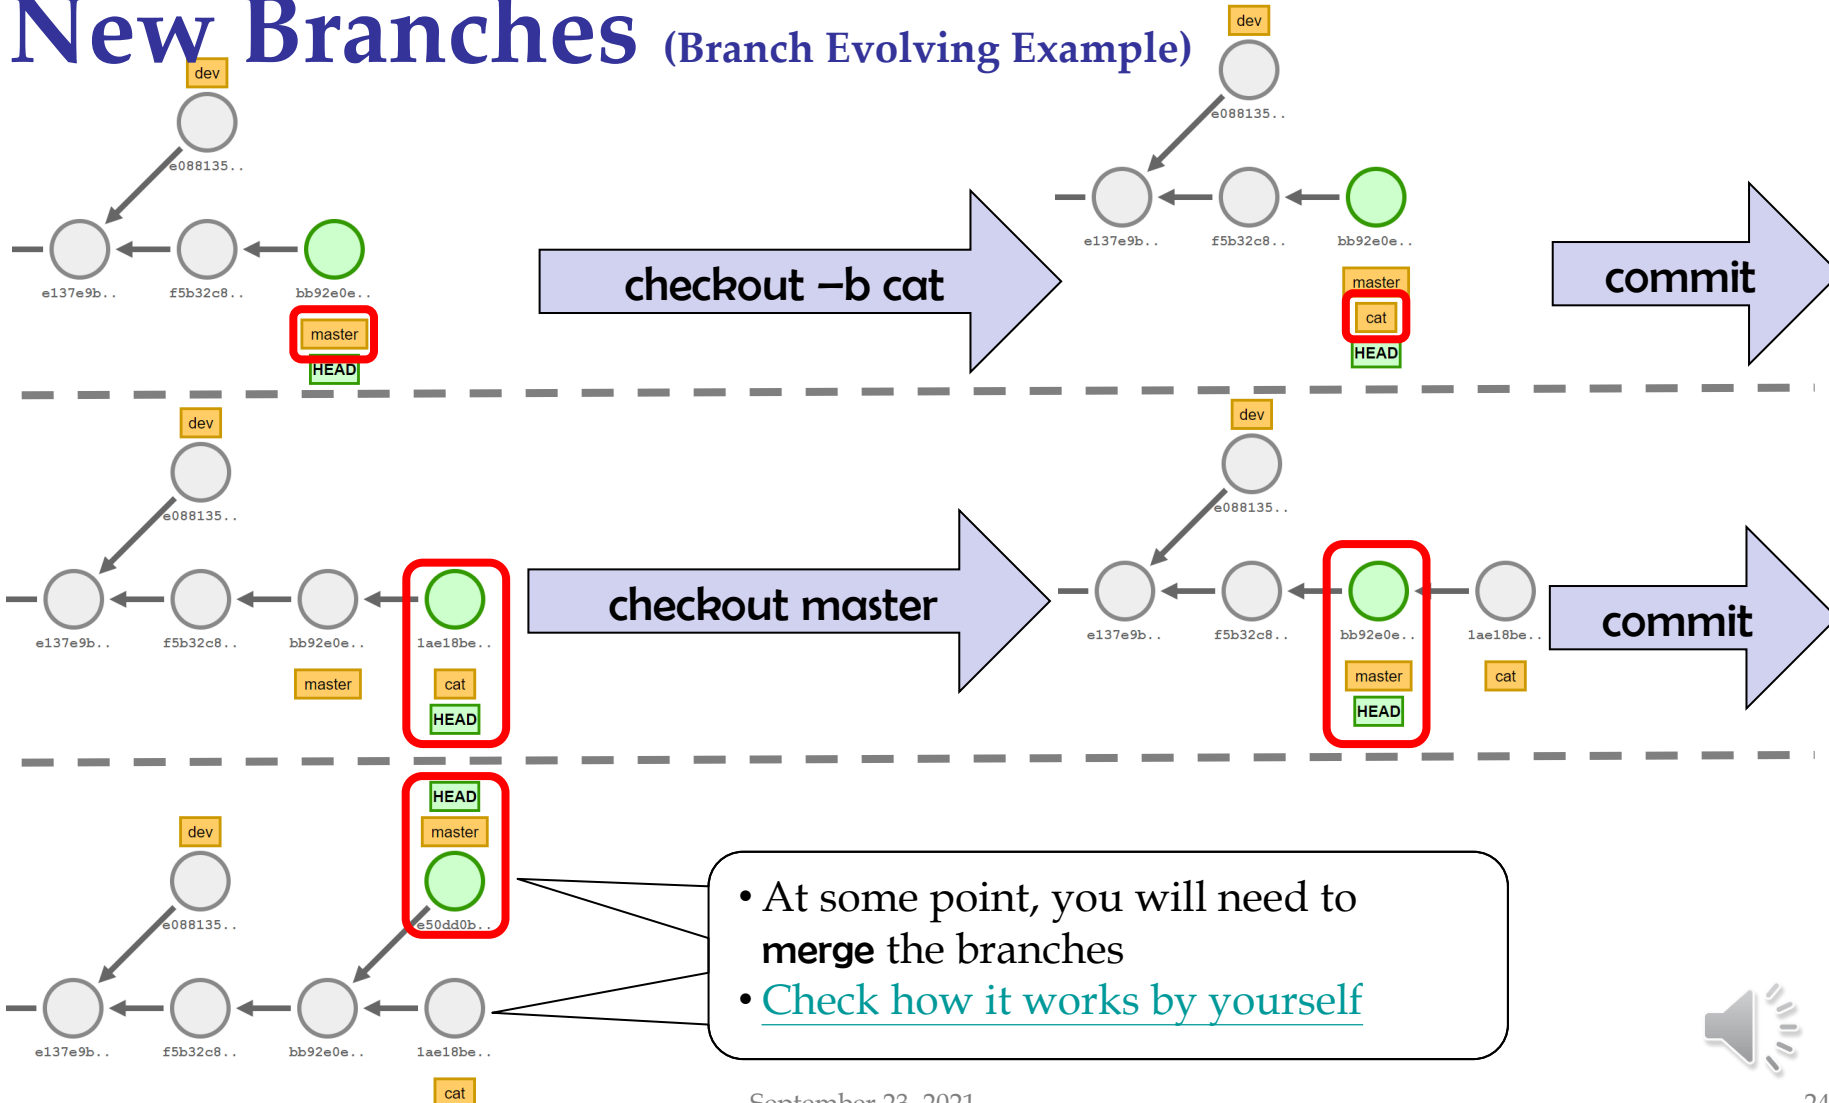 New Branches (Branch Evolving Example)
dev
e088135..
e137e9b.. f5b32c8.. bb92e0e..
master
HEAD
checkout –b cat
dev
e088135..
e137e9b.. f5b32c8.. bb92e0e..
master
cat
HEAD
commit
dev
e088135..
e137e9b.. f5b32c8.. bb92e0e.. 1ae18be..
master cat
HEAD
checkout master
dev
e088135..
e137e9b.. f5b32c8.. bb92e0e.. 1ae18be..
master cat
HEAD
commit
HEAD
dev master
e088135.. e50dd0b..
e137e9b.. f5b32c8.. bb92e0e.. 1ae18be..
cat
• At some point, you will need to
merge the branches
• Check how it works by yourself
September 23, 2021
24